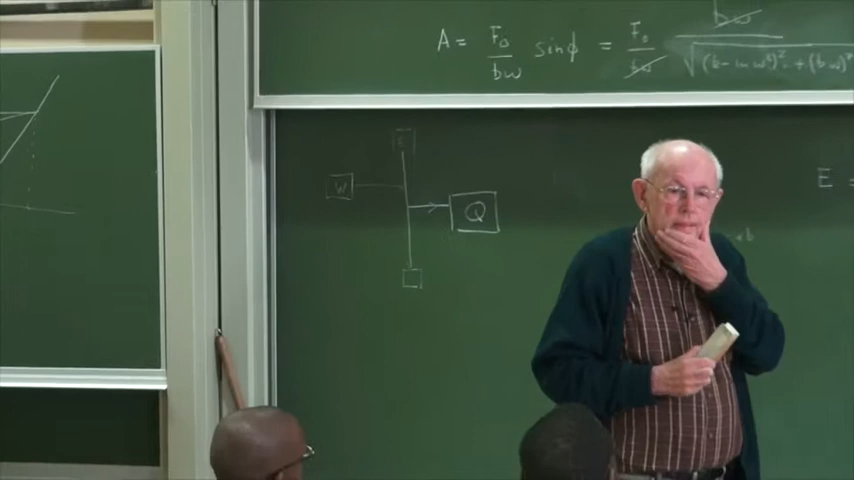 A = F₀/bω sinϕ = F₀/bω bω/√(k-mω²)² + (bω)²
E =
W
Q